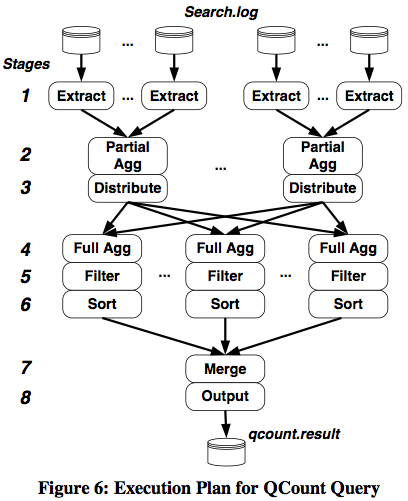 Search.log
... ...
Stages
1 Extract ... Extract Extract ... Extract
2 Partial Agg ... Partial Agg
3 Distribute Distribute
4 Full Agg Full Agg Full Agg
5 Filter ... Filter ... Filter
6 Sort Sort Sort
7 Merge
8 Output
qcount.result
Figure 6: Execution Plan for QCount Query